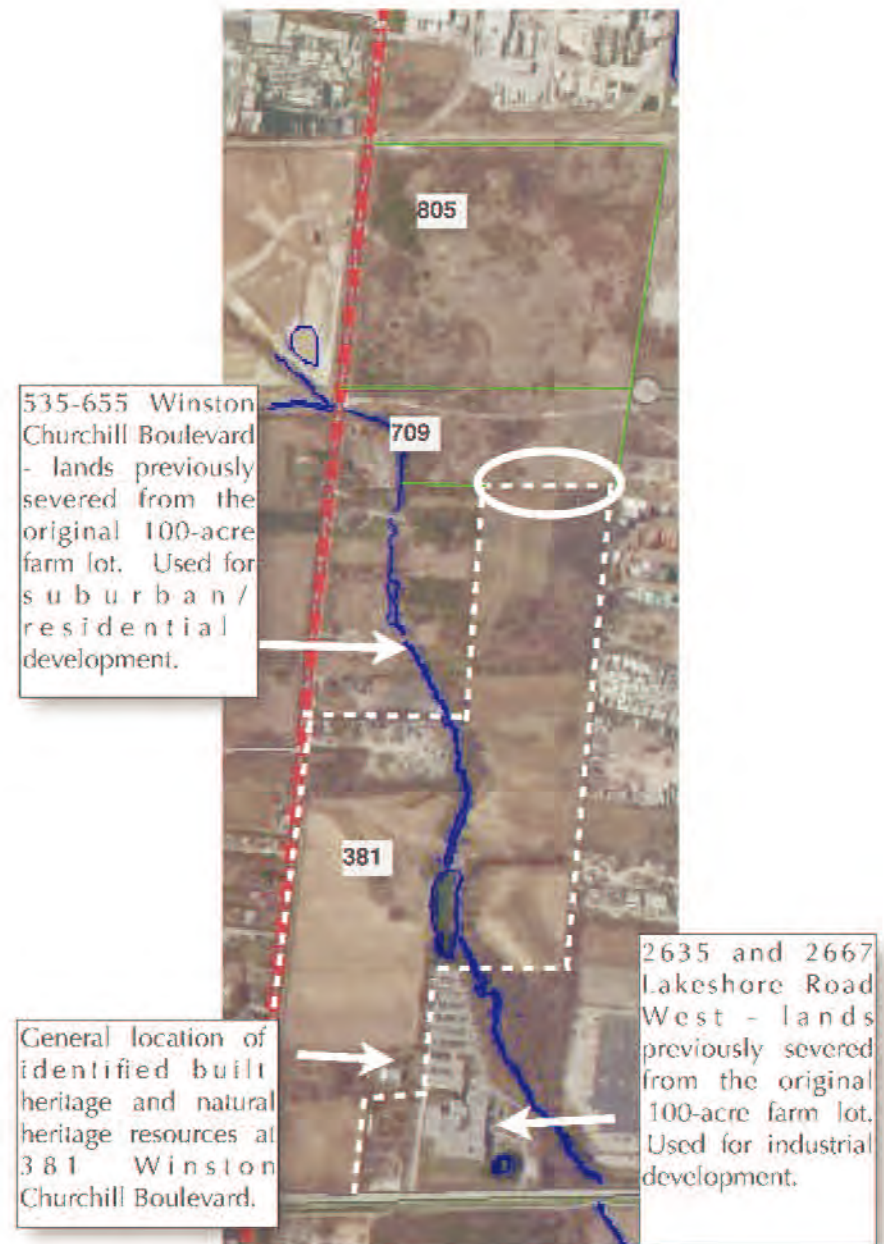 805
709
535-655 Winston
Churchill Boulevard
- lands previously
severed from the
original 100-acre
farm lot. Used for
suburban/
residential
development.
381
2635 and 2667
Lakeshore Road
West - lands
previously severed
from the original
100-acre farm lot.
Used for industrial
development.
General location of
identified built
heritage and natural
heritage resources at
381 Winston
Churchill Boulevard.